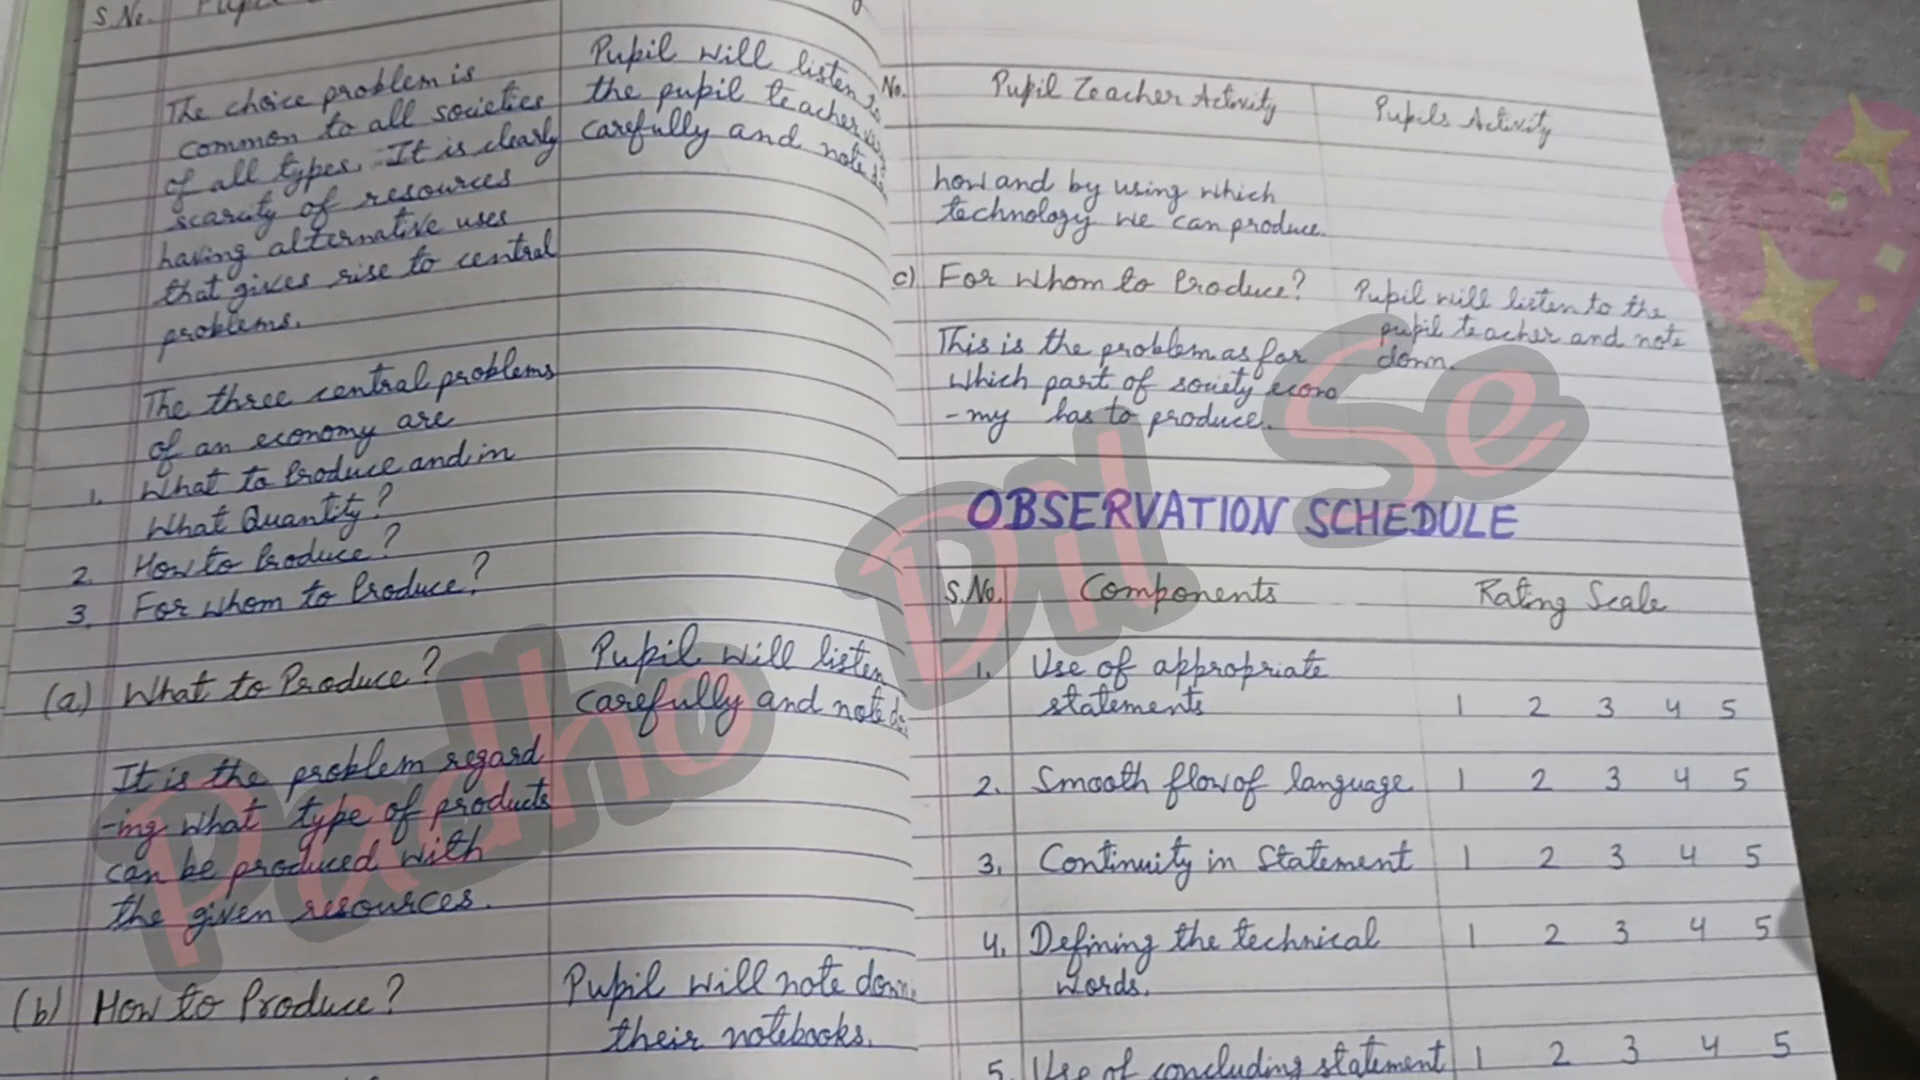 S.No.
The choice problem is
common to all societies
of all types. It is clearly
scarcity of resources
having alternative uses
that gives rise to central
problems.
Pupil will listen
the pupil teacher
carefully and note
The three central problems
of an economy are
1. What to Produce and in
What Quantity?
2. How to Produce?
3. For whom to Produce?
(a) What to Produce?
Pupil will listen
carefully and note
It is the problem regard
-ing what type of products
can be produced with
the given resources.
(b) How to Produce?
Pupil will note down
their notebooks.
No. Pupil Teacher Activity Pupils Activity
how and by using which
technology we can produce.
c) For whom to Produce?
Pupil will listen to the
pupil teacher and note
down.
This is the problem as for
which part of society econo
-my has to produce.
OBSERVATION SCHEDULE
S.No. Components Rating Scale
1. Use of appropriate
statements 1 2 3 4 5
2. Smooth flow of language 1 2 3 4 5
3. Continuity in Statement 1 2 3 4 5
4. Defining the technical 1 2 3 4 5
words.
5. Use of concluding statement 1 2 3 4 5
Padho Dil Se